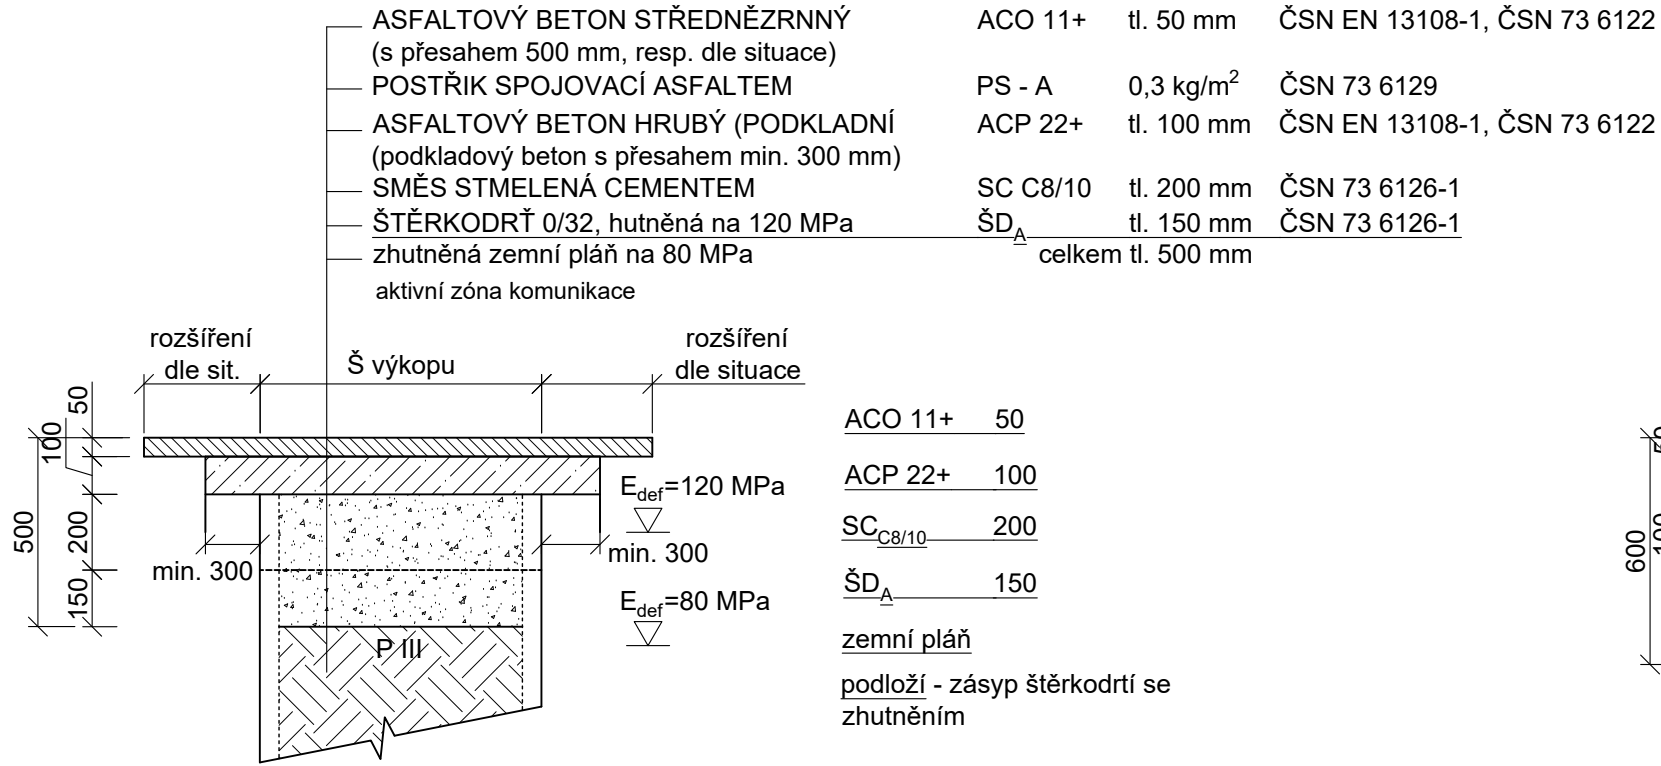 ASFALTOVÝ BETON STŘEDNĚZRNNÝ ACO 11+ tl. 50 mm ČSN EN 13108-1, ČSN 73 6122
(s přesahem 500 mm, resp. dle situace)
POSTŘIK SPOJOVACÍ ASFALTEM PS - A 0,3 kg/m² ČSN 73 6129
ASFALTOVÝ BETON HRUBÝ (PODKLADNÍ ACP 22+ tl. 100 mm ČSN EN 13108-1, ČSN 73 6122
(podkladový beton s přesahem min. 300 mm)
SMĚS STMELENÁ CEMENTEM SC C8/10 tl. 200 mm ČSN 73 6126-1
ŠTĚRKODRŤ 0/32, hutněná na 120 MPa ŠDA tl. 150 mm ČSN 73 6126-1
zhutněná zemní pláň na 80 MPa celkem tl. 500 mm
aktivní zóna komunikace
rozšíření
dle sit.
Š výkopu
rozšíření
dle situace
50
100
500
200
150
min. 300
Edef=120 MPa
min. 300
Edef=80 MPa
P III
ACO 11+ 50
ACP 22+ 100
SCC8/10 200
ŠDA 150
zemní pláň
podloží - zásyp štěrkodrtí se
zhutněním
600